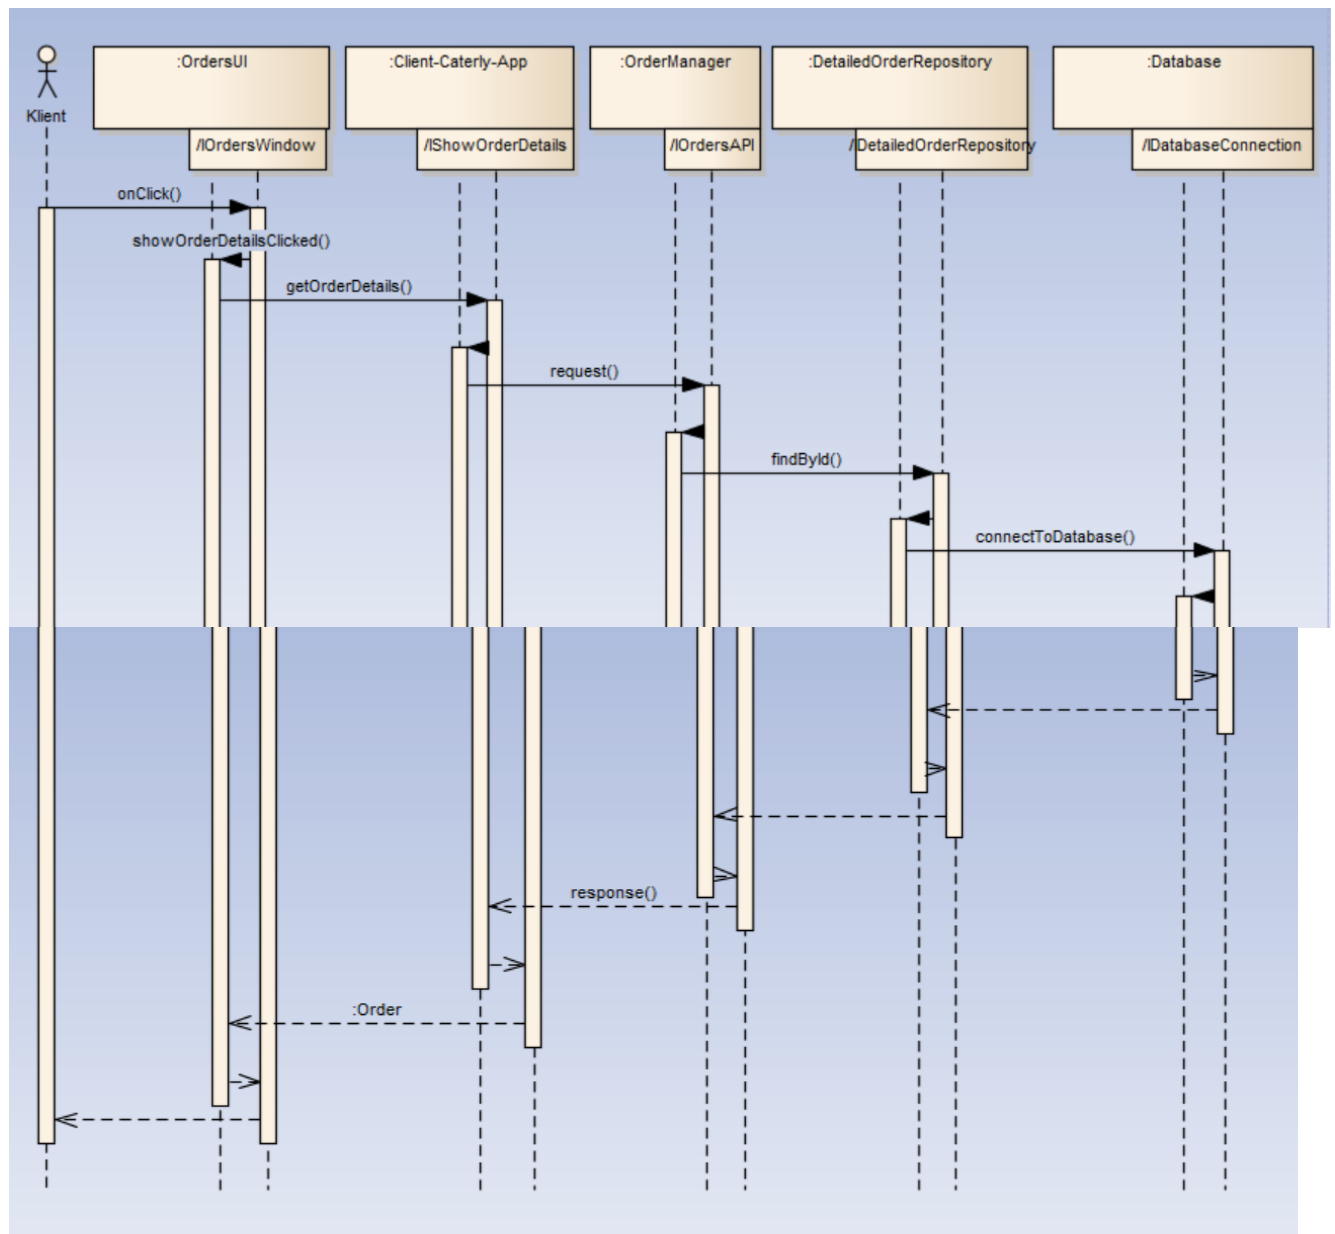 :OrdersUI
:Client-Caterly-App
:OrderManager
:DetailedOrderRepository
:Database
Klient
/IOrdersWindow
/IShowOrderDetails
/IOrdersAPI
/IDetailedOrderRepository
/IDatabaseConnection
onClick()
showOrderDetailsClicked()
getOrderDetails()
request()
findById()
connectToDatabase()
response()
:Order